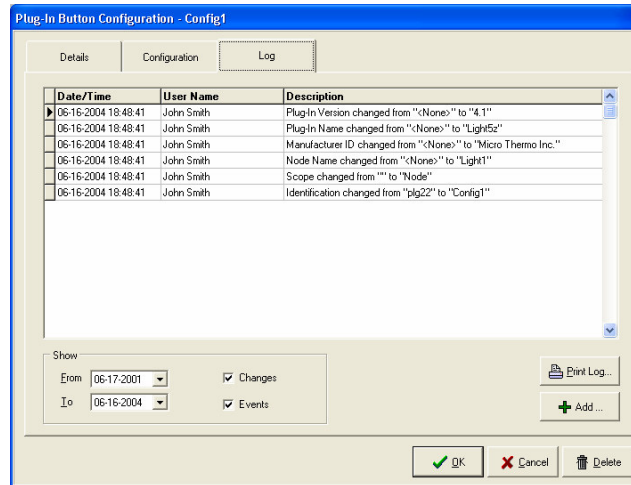 Plug-In Button Configuration - Config1
Details Configuration Log
Date/Time User Name Description
06-16-2004 18:48:41 John Smith Plug-In Version changed from "<None>" to "4.1"
06-16-2004 18:48:41 John Smith Plug-In Name changed from "<None>" to "Light5z"
06-16-2004 18:48:41 John Smith Manufacturer ID changed from "<None>" to "Micro Thermo Inc."
06-16-2004 18:48:41 John Smith Node Name changed from "<None>" to "Light1"
06-16-2004 18:48:41 John Smith Scope changed from "" to "Node"
06-16-2004 18:48:41 John Smith Identification changed from "plg22" to "Config1"
Show
From 06-17-2001 Changes Print Log...
To 06-16-2004 Events Add ...
OK Cancel Delete